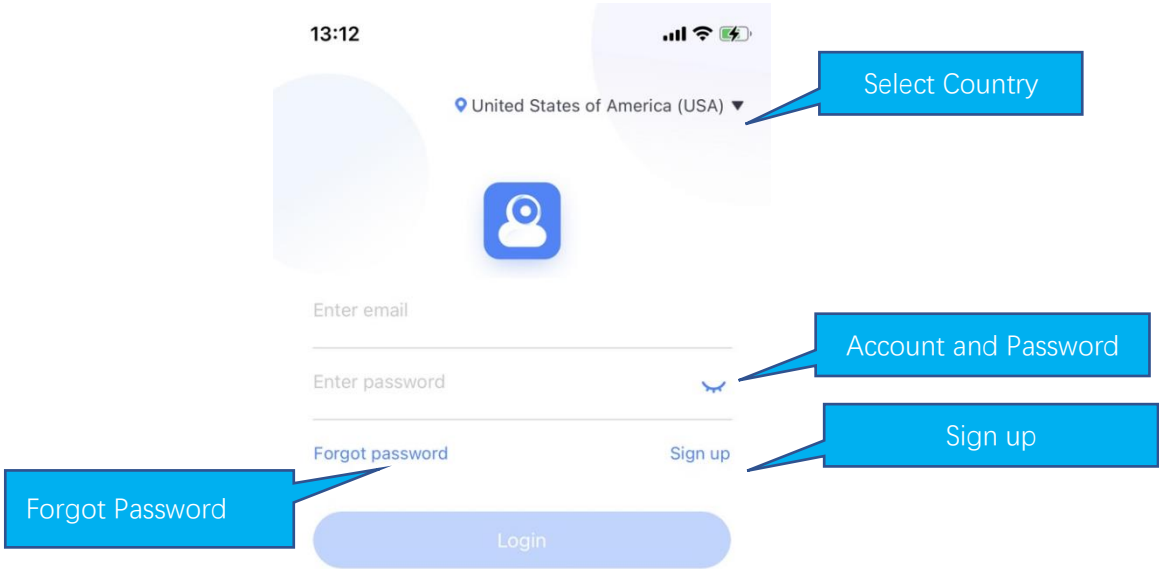 13:12
Select Country
United States of America (USA)
Enter email
Account and Password
Enter password
Sign up
Forgot password
Sign up
Forgot Password
Login